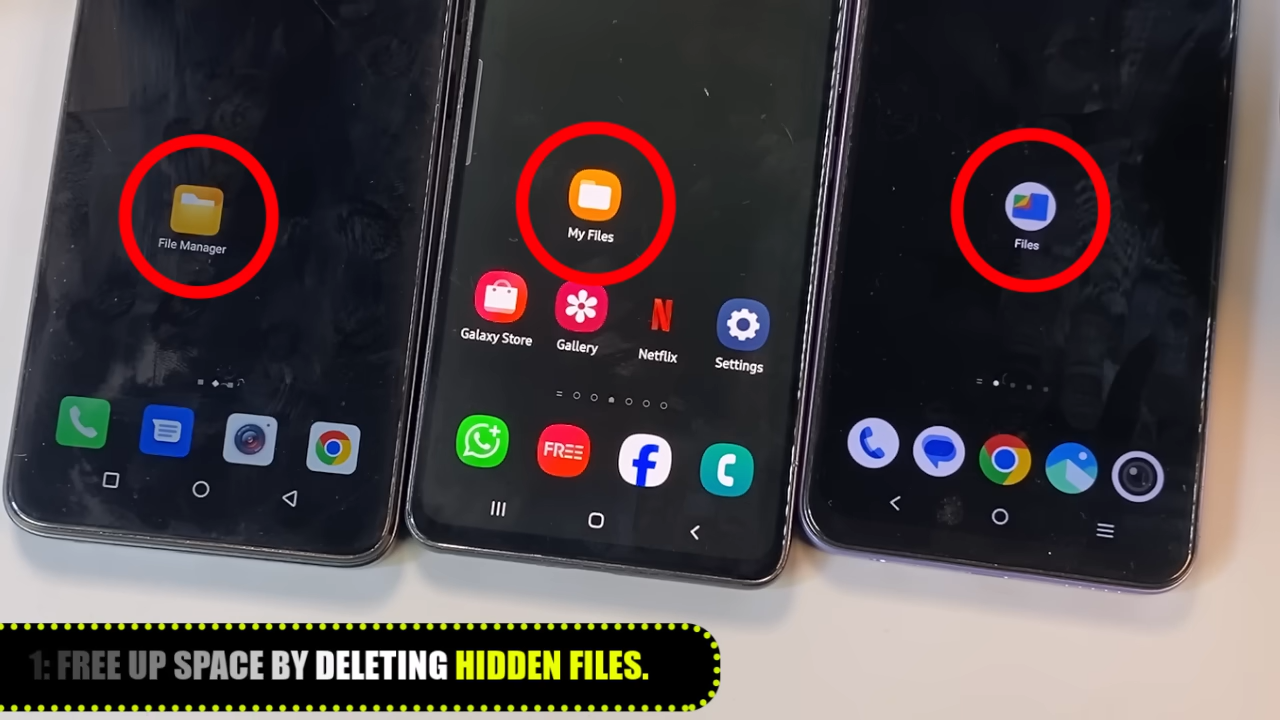 File Manager
My Files
Files
Galaxy Store
Gallery
Netflix
Settings
FREE
1: FREE UP SPACE BY DELETING HIDDEN FILES.